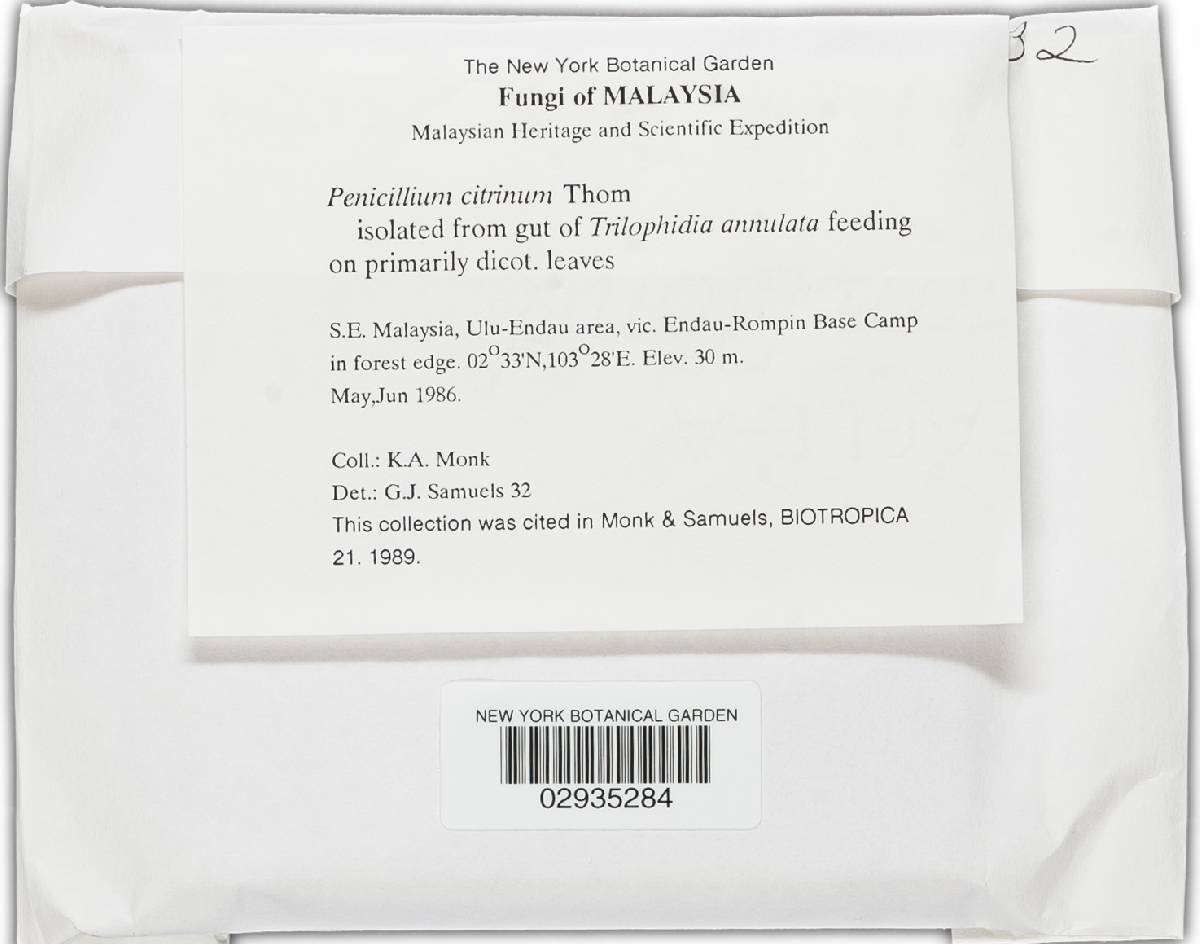 32
The New York Botanical Garden
Fungi of MALAYSIA
Malaysian Heritage and Scientific Expedition
Penicillium citrinum Thom
isolated from gut of Trilophidia annulata feeding
on primarily dicot. leaves
S.E. Malaysia, Ulu-Endau area, vic. Endau-Rompin Base Camp
in forest edge. 02°33'N,103°28'E. Elev. 30 m.
May,Jun 1986.
Coll.: K.A. Monk
Det.: G.J. Samuels 32
This collection was cited in Monk & Samuels, BIOTROPICA
21. 1989.
NEW YORK BOTANICAL GARDEN
02935284